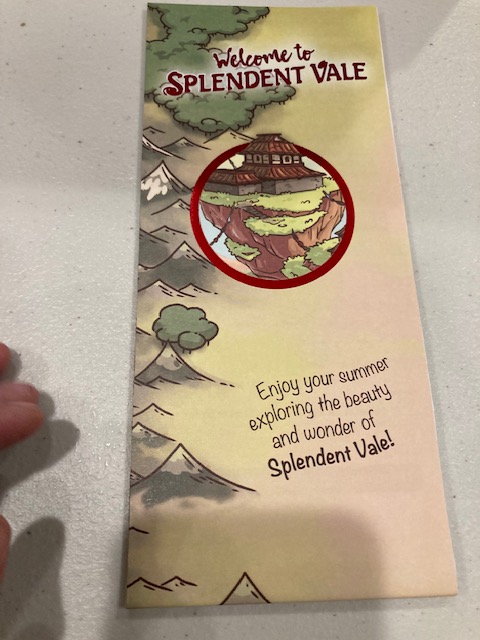 Welcome to
SPLENDENT VALE
Enjoy your summer
exploring the beauty
and wonder of
Splendent Vale!